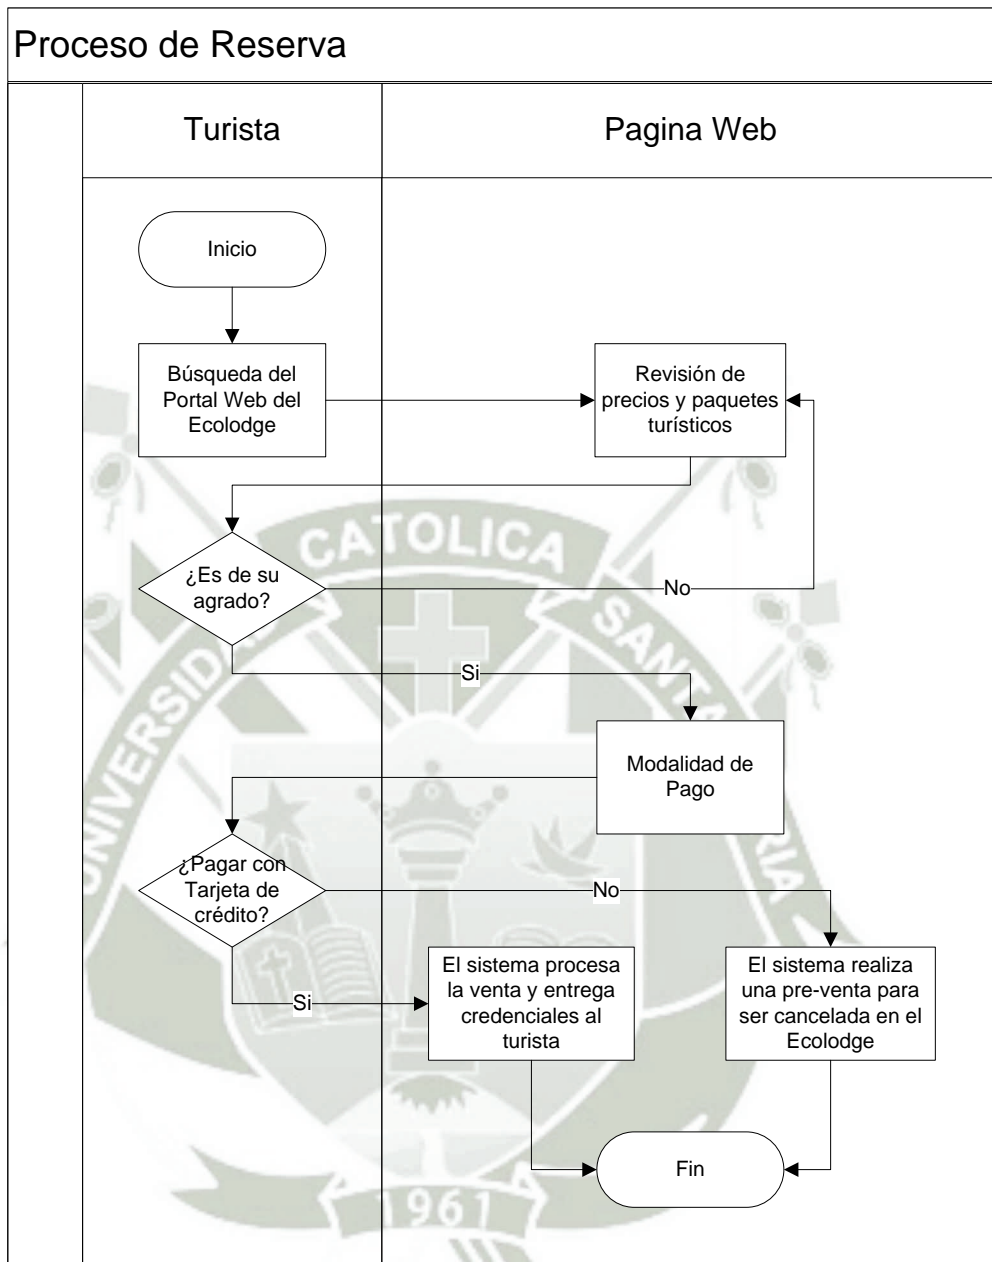 Proceso de Reserva
Turista
Pagina Web
Inicio
Búsqueda del
Portal Web del
Ecolodge
Revisión de
precios y paquetes
turísticos
¿Es de su
agrado?
No
Si
Modalidad de
Pago
¿Pagar con
Tarjeta de
crédito?
No
Si
El sistema procesa
la venta y entrega
credenciales al
turista
El sistema realiza
una pre-venta para
ser cancelada en el
Ecolodge
Fin
CATOLICA
1961